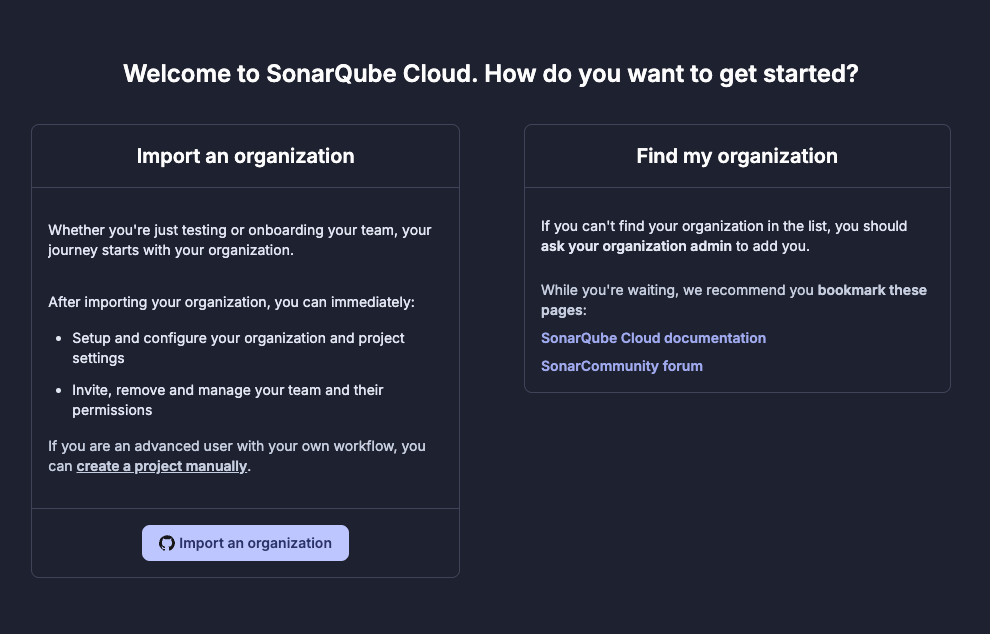 Welcome to SonarQube Cloud. How do you want to get started?
Import an organization
Whether you're just testing or onboarding your team, your
journey starts with your organization.
After importing your organization, you can immediately:
• Setup and configure your organization and project
settings
• Invite, remove and manage your team and their
permissions
If you are an advanced user with your own workflow, you
can create a project manually.
Import an organization
Find my organization
If you can't find your organization in the list, you should
ask your organization admin to add you.
While you're waiting, we recommend you bookmark these
pages:
SonarQube Cloud documentation
SonarCommunity forum